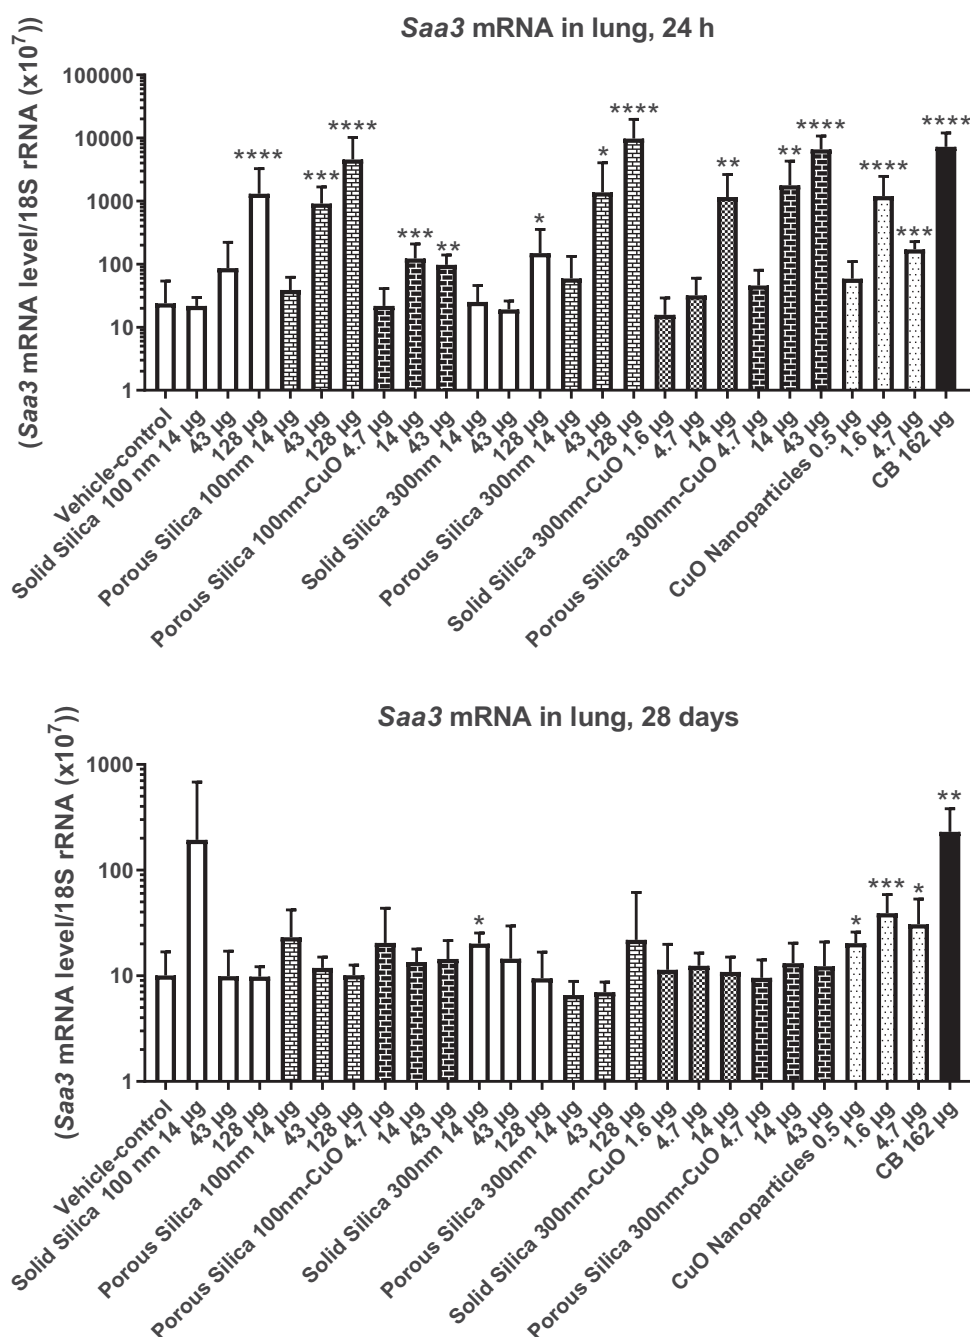 Saa3 mRNA in lung, 24 h
(Saa3 mRNA level/18S rRNA (x10⁷))
100000
10000
1000
100
10
1
**** *** **** *** ** * * **** ** ** **** **** *** ****
Vehicle-control
Solid Silica 100 nm 14 µg
43 µg
128 µg
Porous Silica 100nm 14 µg
43 µg
128 µg
Porous Silica 100nm-CuO 4.7 µg
14 µg
43 µg
Solid Silica 300nm 14 µg
43 µg
128 µg
Porous Silica 300nm 14 µg
43 µg
128 µg
Solid Silica 300nm-CuO 1.6 µg
4.7 µg
14 µg
Porous Silica 300nm-CuO 4.7 µg
14 µg
43 µg
CuO Nanoparticles 0.5 µg
1.6 µg
4.7 µg
CB 162 µg
Saa3 mRNA in lung, 28 days
(Saa3 mRNA level/18S rRNA (x10⁷))
1000
100
10
1
* * *** * **
Vehicle-control
Solid Silica 100 nm 14 µg
43 µg
128 µg
Porous Silica 100nm 14 µg
43 µg
128 µg
Porous Silica 100nm-CuO 4.7 µg
14 µg
43 µg
Solid Silica 300nm 14 µg
43 µg
128 µg
Porous Silica 300nm 14 µg
43 µg
128 µg
Solid Silica 300nm-CuO 1.6 µg
4.7 µg
14 µg
Porous Silica 300nm-CuO 4.7 µg
14 µg
43 µg
CuO Nanoparticles 0.5 µg
1.6 µg
4.7 µg
CB 162 µg